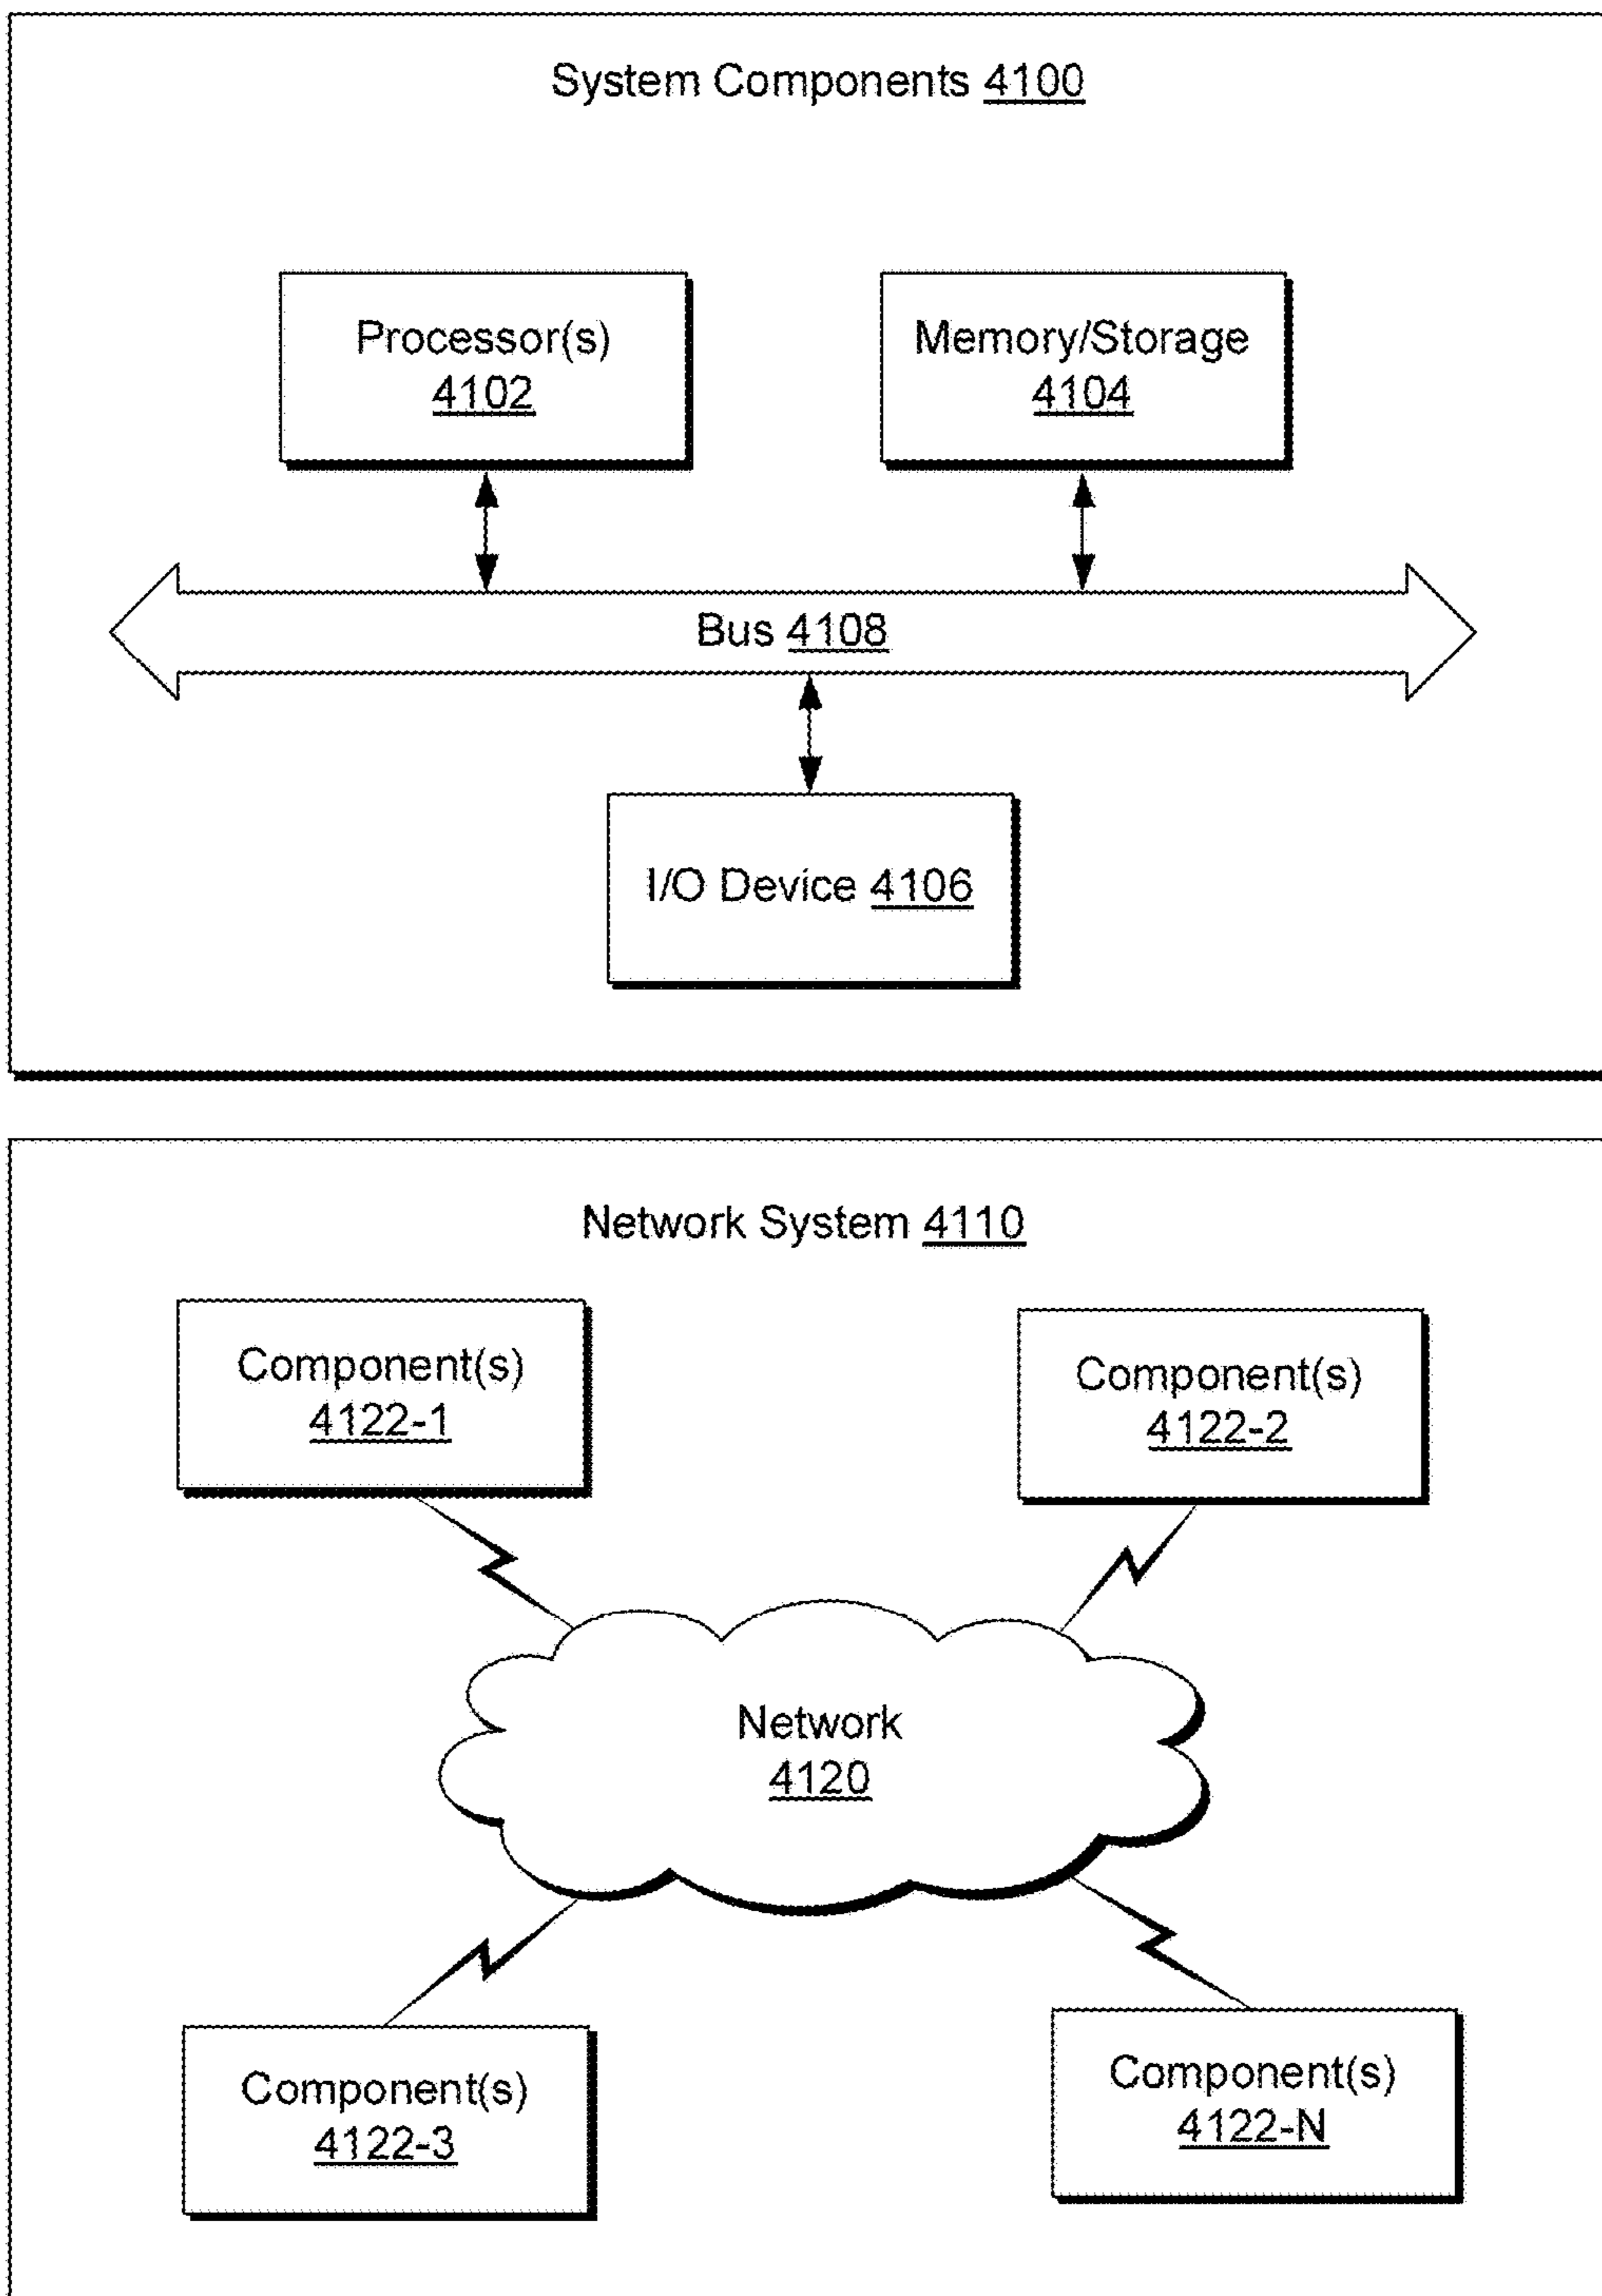 System Components 4100
Processor(s)
4102
Memory/Storage
4104
Bus 4108
I/O Device 4106
Network System 4110
Component(s)
4122-1
Component(s)
4122-2
Network
4120
Component(s)
4122-3
Component(s)
4122-N